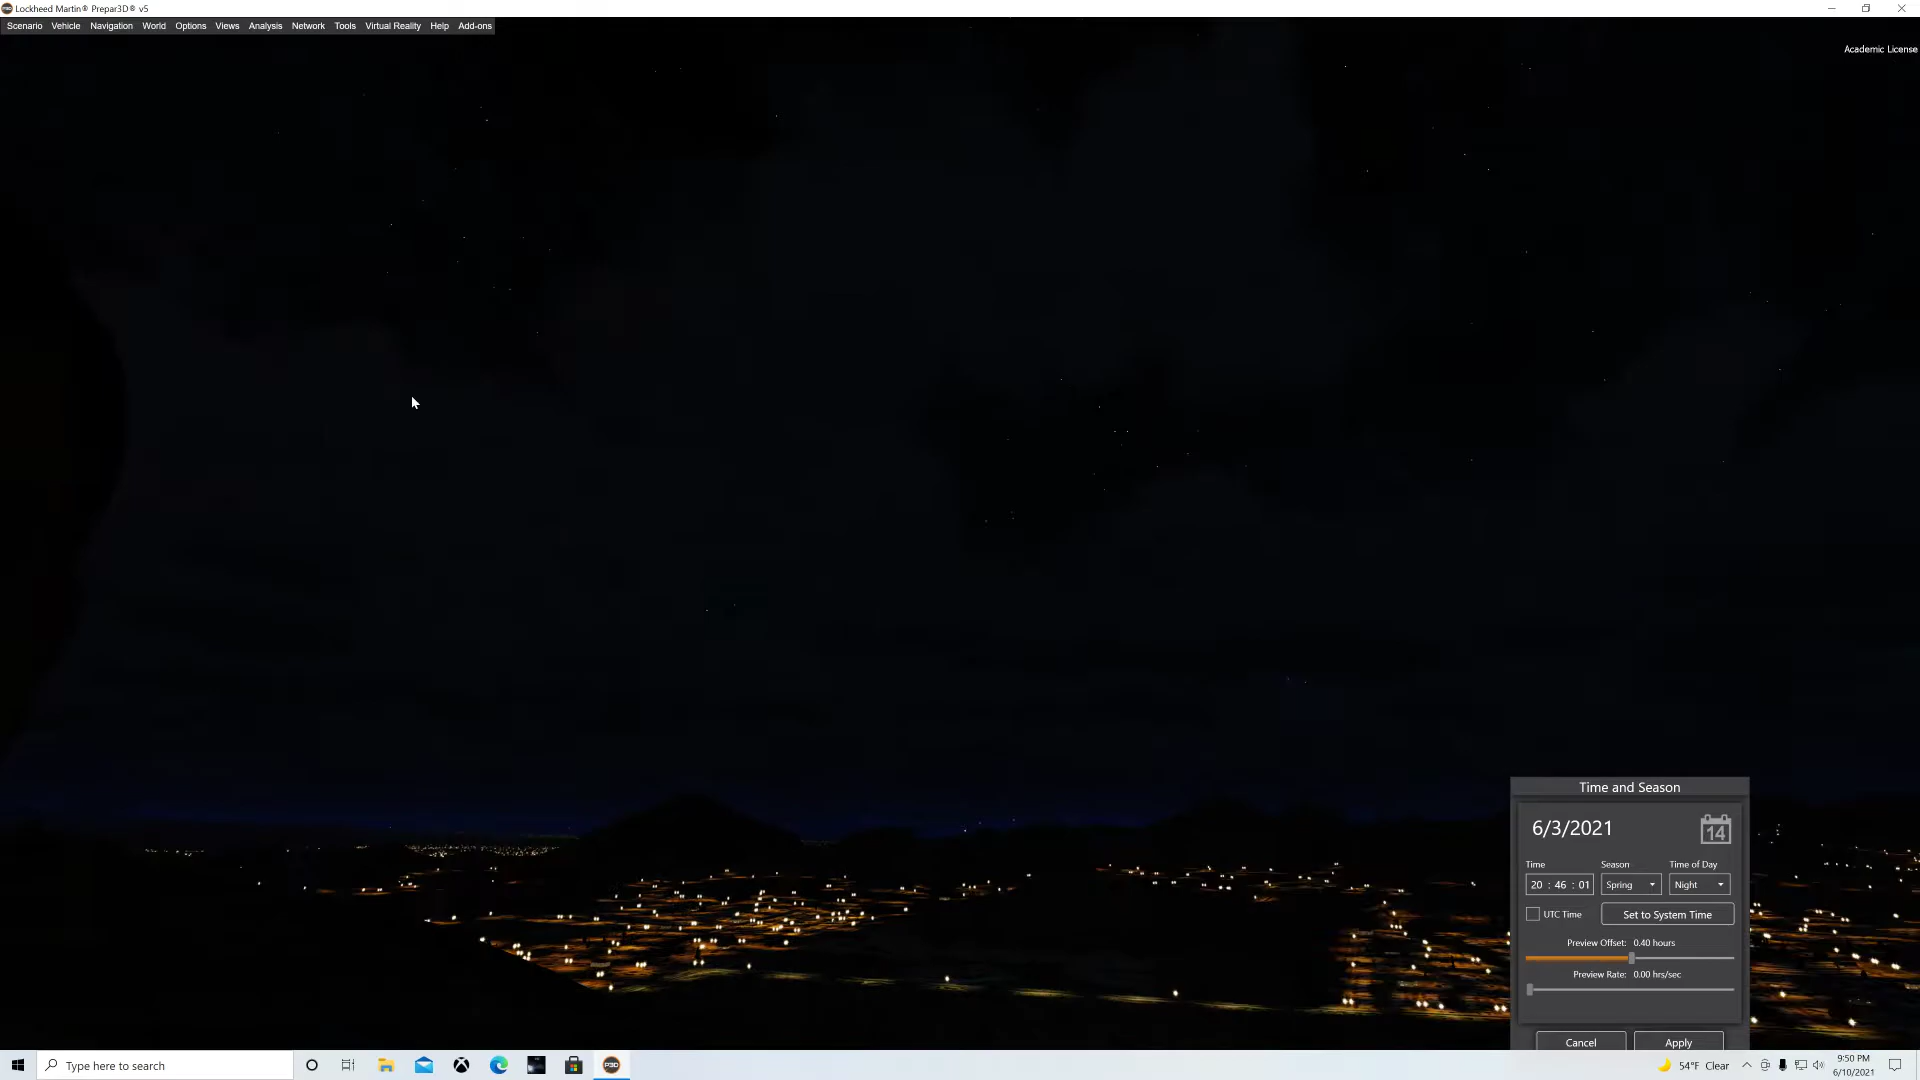 Lockheed Martin® Prepar3D® v5
Scenario Vehicle Navigation World Options Views Analysis Network Tools Virtual Reality Help Add-ons
Academic License
Time and Season
6/3/2021
14
Time Season Time of Day
20 : 46 : 01 Spring Night
UTC Time Set to System Time
Preview Offset: 0.40 hours
Preview Rate: 0.00 hrs/sec
Cancel Apply
Type here to search
P3D
54°F Clear
9:50 PM
6/10/2021